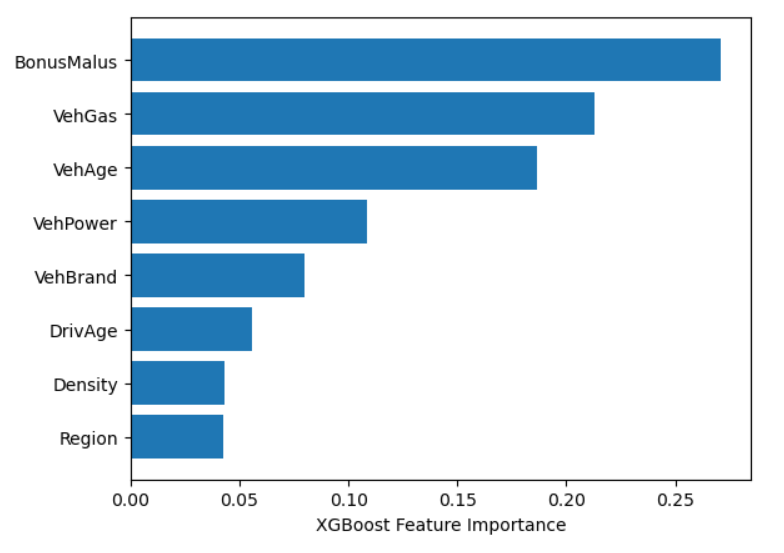 BonusMalus
VehGas
VehAge
VehPower
VehBrand
DrivAge
Density
Region
0.00 0.05 0.10 0.15 0.20 0.25
XGBoost Feature Importance